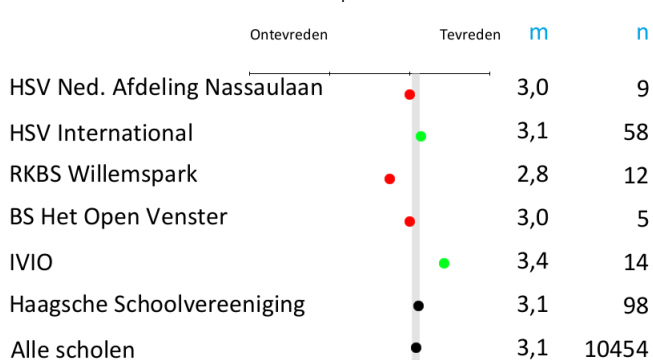 Ontevreden Tevreden m n
HSV Ned. Afdeling Nassaulaan 3,0 9
HSV International 3,1 58
RKBS Willemspark 2,8 12
BS Het Open Venster 3,0 5
IVIO 3,4 14
Haagsche Schoolvereeniging 3,1 98
Alle scholen 3,1 10454